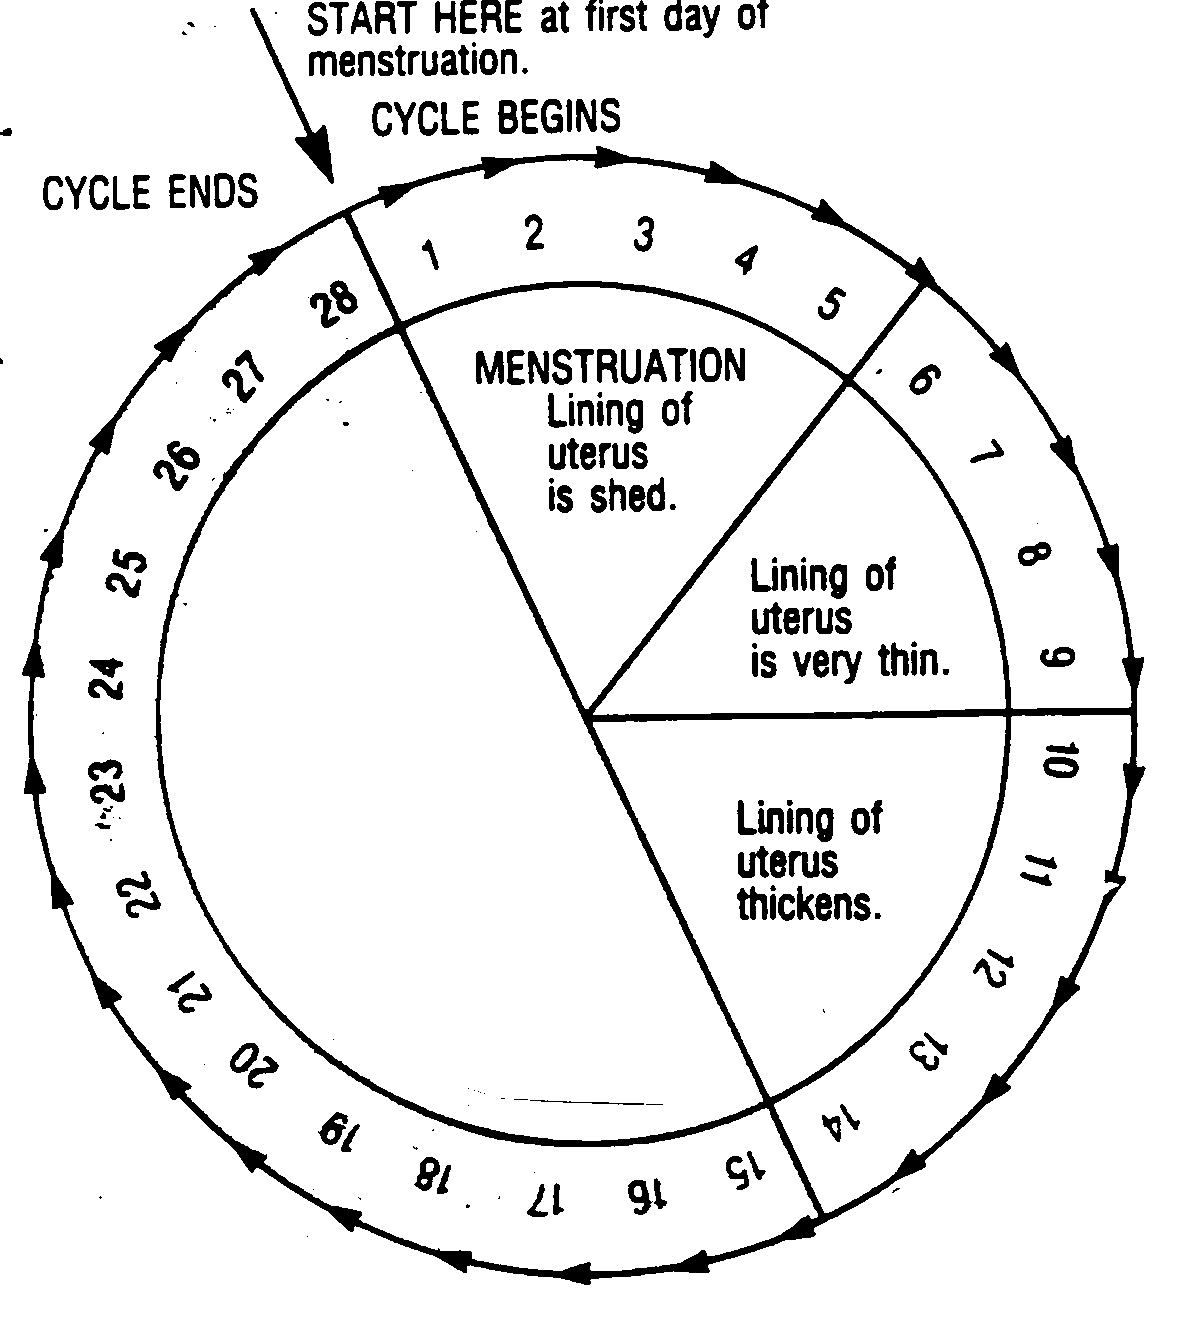 START HERE at first day of
menstruation.
CYCLE BEGINS
CYCLE ENDS
1
2
3
4
5
6
7
8
9
10
11
12
13
14
15
16
17
18
19
20
21
22
23
24
25
26
27
28
MENSTRUATION
Lining of
uterus
is shed.
Lining of
uterus
is very thin.
Lining of
uterus
thickens.